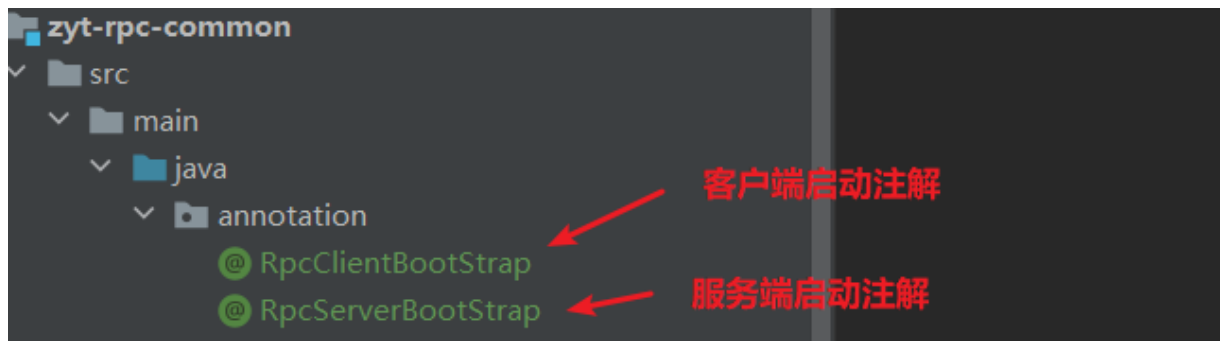 zyt-rpc-common
src
main
java
客户端启动注解
annotation
@ RpcClientBootStrap
服务端启动注解
@ RpcServerBootStrap